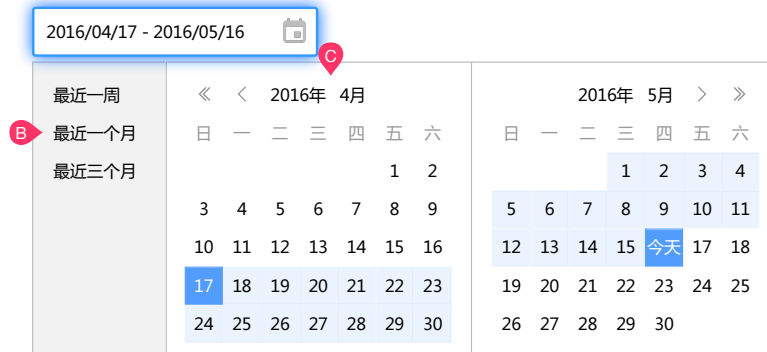 2016/04/17 - 2016/05/16
C
最近一周
B 最近一个月
最近三个月
« < 2016年 4月
日 一 二 三 四 五 六
1 2
3 4 5 6 7 8 9
10 11 12 13 14 15 16
17 18 19 20 21 22 23
24 25 26 27 28 29 30
2016年 5月 > »
日 一 二 三 四 五 六
1 2 3 4
5 6 7 8 9 10 11
12 13 14 15 今天 17 18
19 20 21 22 23 24 25
26 27 28 29 30